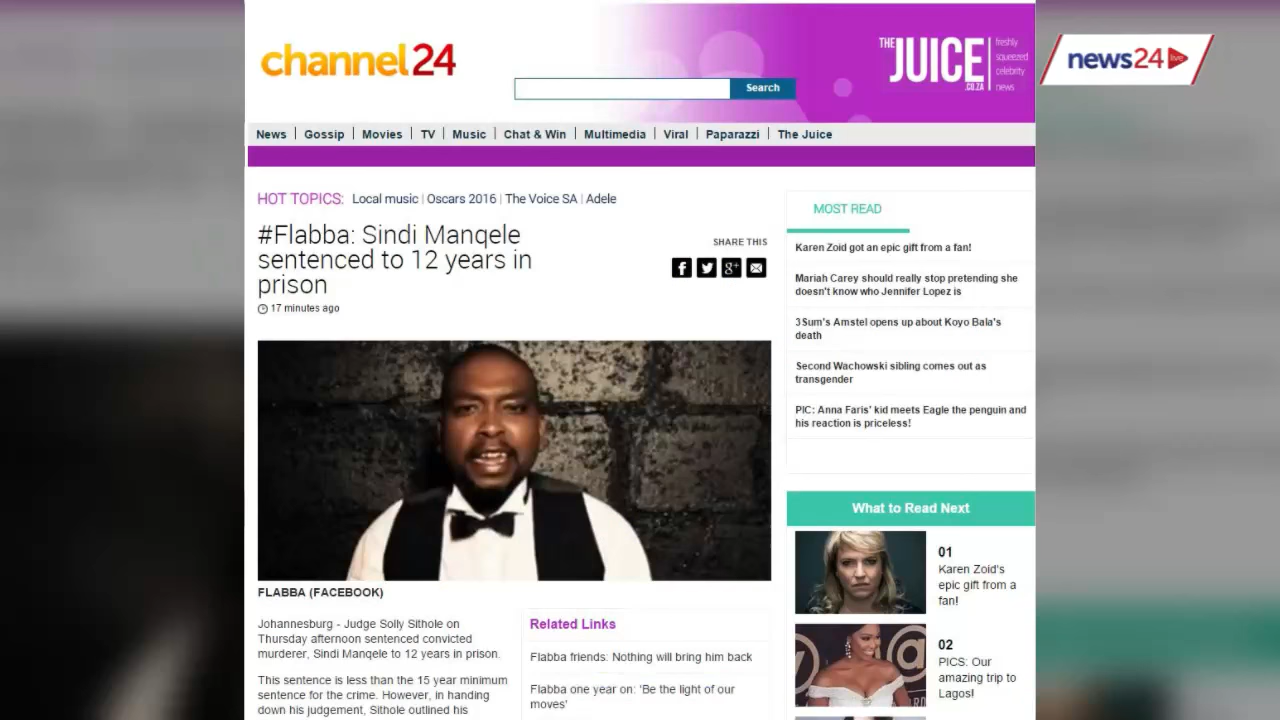 channel24
Search
THE JUICE .CO.ZA
freshly
squeezed
celebrity
news
news24 live
News
Gossip
Movies
TV
Music
Chat & Win
Multimedia
Viral
Paparazzi
The Juice
HOT TOPICS: Local music | Oscars 2016 | The Voice SA | Adele
#Flabba: Sindi Manqele
sentenced to 12 years in
prison
17 minutes ago
SHARE THIS
FLABBA (FACEBOOK)
Johannesburg - Judge Solly Sithole on
Thursday afternoon sentenced convicted
murderer, Sindi Manqele to 12 years in prison.
This sentence is less than the 15 year minimum
sentence for the crime. However, in handing
down his judgement, Sithole outlined his
Related Links
Flabba friends: Nothing will bring him back
Flabba one year on: 'Be the light of our
moves'
MOST READ
Karen Zoid got an epic gift from a fan!
Mariah Carey should really stop pretending she
doesn't know who Jennifer Lopez is
3Sum's Amstel opens up about Koyo Bala's
death
Second Wachowski sibling comes out as
transgender
PIC: Anna Faris' kid meets Eagle the penguin and
his reaction is priceless!
What to Read Next
01
Karen Zoid's
epic gift from a
fan!
02
PICS: Our
amazing trip to
Lagos!